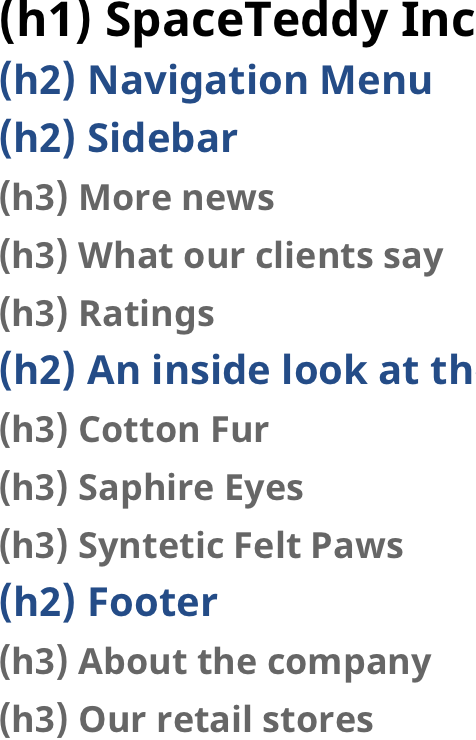 (h1) SpaceTeddy Inc
(h2) Navigation Menu
(h2) Sidebar
(h3) More news
(h3) What our clients say
(h3) Ratings
(h2) An inside look at th
(h3) Cotton Fur
(h3) Saphire Eyes
(h3) Syntetic Felt Paws
(h2) Footer
(h3) About the company
(h3) Our retail stores